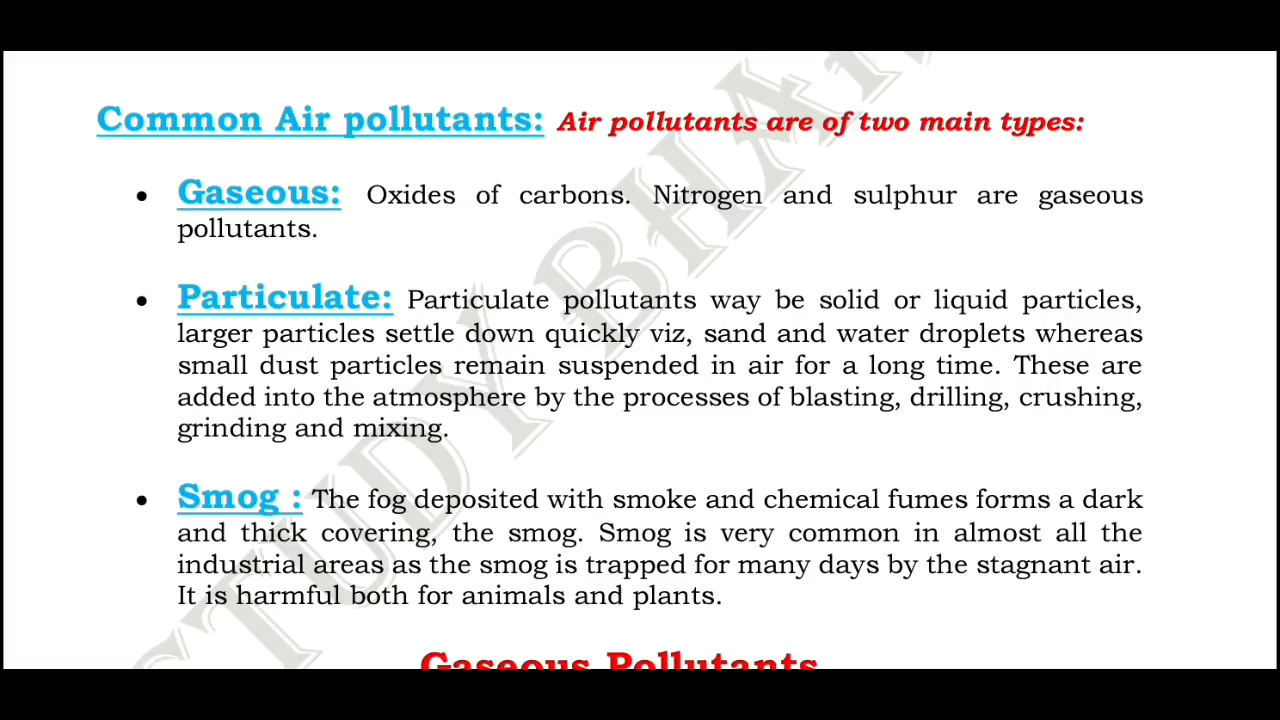 Common Air pollutants: Air pollutants are of two main types:
• Gaseous: Oxides of carbons. Nitrogen and sulphur are gaseous
pollutants.
• Particulate: Particulate pollutants way be solid or liquid particles,
larger particles settle down quickly viz, sand and water droplets whereas
small dust particles remain suspended in air for a long time. These are
added into the atmosphere by the processes of blasting, drilling, crushing,
grinding and mixing.
• Smog : The fog deposited with smoke and chemical fumes forms a dark
and thick covering, the smog. Smog is very common in almost all the
industrial areas as the smog is trapped for many days by the stagnant air.
It is harmful both for animals and plants.
Gaseous Pollutants
STUDY BHA